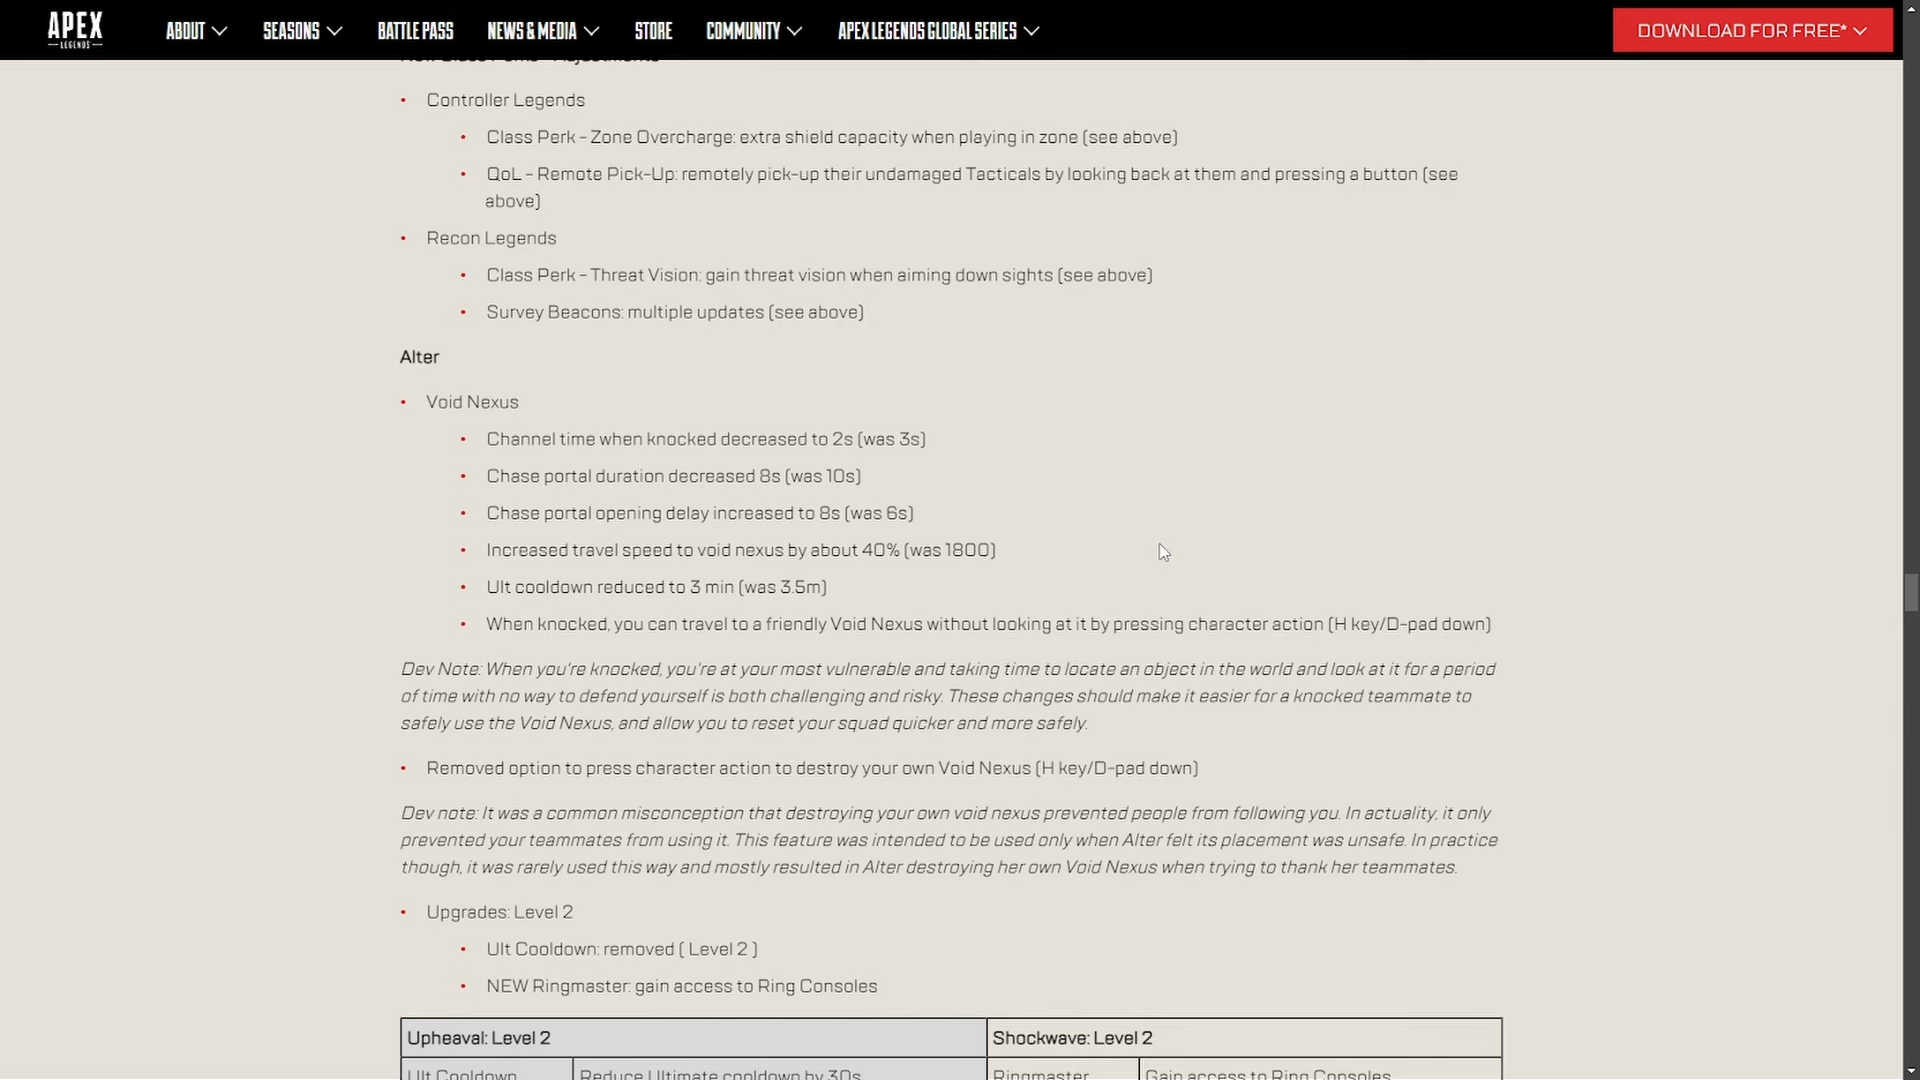 APEX
LEGENDS
ABOUT SEASONS BATTLE PASS NEWS & MEDIA STORE COMMUNITY APEX LEGENDS GLOBAL SERIES DOWNLOAD FOR FREE*
• Controller Legends
• Class Perk - Zone Overcharge: extra shield capacity when playing in zone (see above)
• QoL - Remote Pick-Up: remotely pick-up their undamaged Tacticals by looking back at them and pressing a button (see
above)
• Recon Legends
• Class Perk - Threat Vision: gain threat vision when aiming down sights (see above)
• Survey Beacons: multiple updates (see above)
Alter
• Void Nexus
• Channel time when knocked decreased to 2s (was 3s)
• Chase portal duration decreased 8s (was 10s)
• Chase portal opening delay increased to 8s (was 6s)
• Increased travel speed to void nexus by about 40% (was 1800)
• Ult cooldown reduced to 3 min (was 3.5m)
• When knocked, you can travel to a friendly Void Nexus without looking at it by pressing character action (H key/D-pad down)
Dev Note: When you're knocked, you're at your most vulnerable and taking time to locate an object in the world and look at it for a period
of time with no way to defend yourself is both challenging and risky. These changes should make it easier for a knocked teammate to
safely use the Void Nexus, and allow you to reset your squad quicker and more safely.
• Removed option to press character action to destroy your own Void Nexus (H key/D-pad down)
Dev note: It was a common misconception that destroying your own void nexus prevented people from following you. In actuality, it only
prevented your teammates from using it. This feature was intended to be used only when Alter felt its placement was unsafe. In practice
though, it was rarely used this way and mostly resulted in Alter destroying her own Void Nexus when trying to thank her teammates.
• Upgrades: Level 2
• Ult Cooldown: removed ( Level 2 )
• NEW Ringmaster: gain access to Ring Consoles
Upheaval: Level 2 Shockwave: Level 2
Ult Cooldown Reduce Ultimate cooldown by 30s Ringmaster Gain access to Ring Consoles